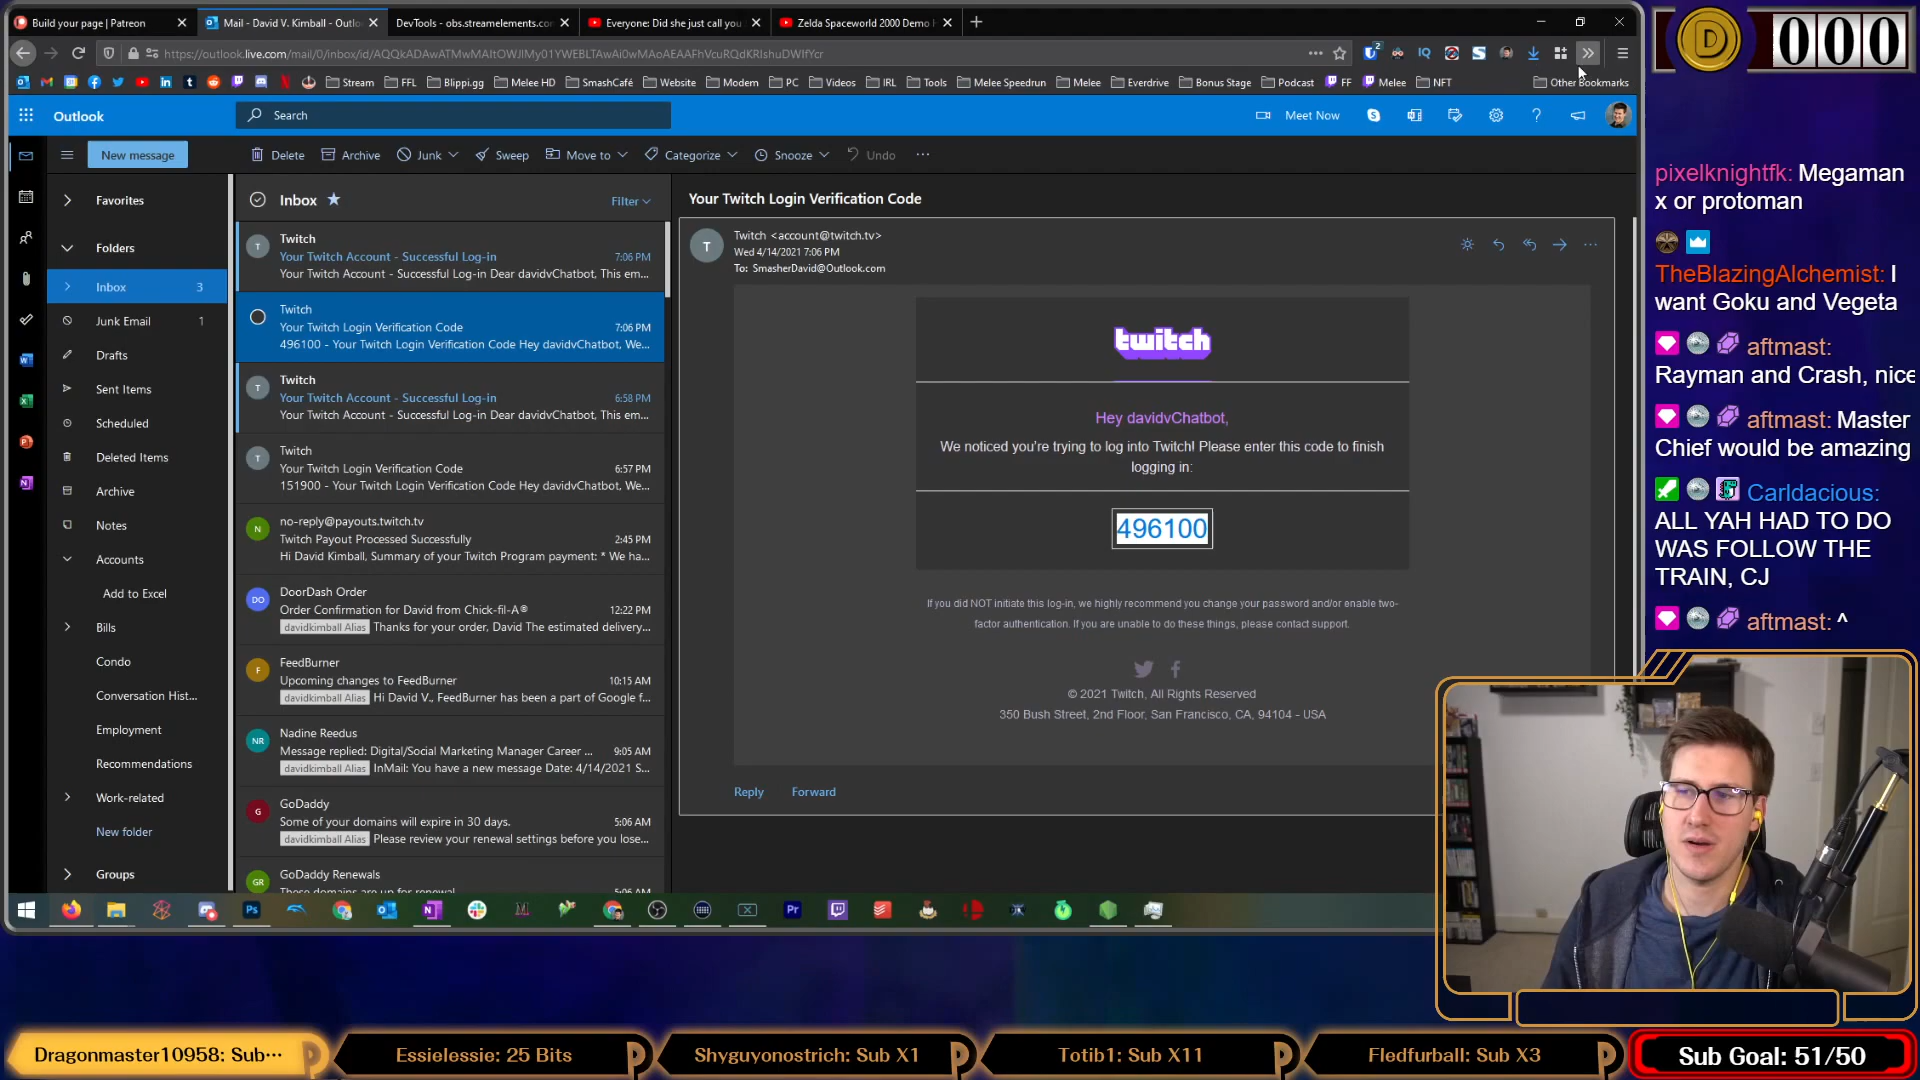 Build your page | Patreon
Mail - David V. Kimball - Outlo
DevTools - obs.streamelements.co
Everyone: Did she just call you
Zelda Spaceworld 2000 Demo
https://outlook.live.com/mail/0/inbox/id/
Stream FFL Blippi.gg Melee HD SmashCafé Website Modem PC Videos IRL Tools Melee Speedrun Melee Everdrive Bonus Stage Podcast FF Melee NFT Other Bookmarks
Outlook
Search
Meet Now
New message
Delete Archive Junk Sweep Move to Categorize Snooze Undo
Favorites
Folders
Inbox 3
Junk Email 1
Drafts
Sent Items
Scheduled
Deleted Items
Archive
Notes
Accounts
Add to Excel
Bills
Condo
Conversation Hist...
Employment
Recommendations
Work-related
New folder
Groups
Inbox
Filter
Twitch
Your Twitch Account - Successful Log-in 7:06 PM
Your Twitch Account - Successful Log-in Dear davidvChatbot, This em...
Twitch
Your Twitch Login Verification Code 7:06 PM
496100 - Your Twitch Login Verification Code Hey davidvChatbot, We...
Twitch
Your Twitch Account - Successful Log-in 6:58 PM
Your Twitch Account - Successful Log-in Dear davidvChatbot, This em...
Twitch
Your Twitch Login Verification Code 6:57 PM
151900 - Your Twitch Login Verification Code Hey davidvChatbot, We...
N
no-reply@payouts.twitch.tv
Twitch Payout Processed Successfully 2:45 PM
Hi David Kimball, Summary of your Twitch Program payment: * We ha...
DO
DoorDash Order
Order Confirmation for David from Chick-fil-A® 12:22 PM
davidkimball Alias Thanks for your order, David The estimated delivery...
F
FeedBurner
Upcoming changes to FeedBurner 10:15 AM
davidkimball Alias Hi David V., FeedBurner has been a part of Google f...
NR
Nadine Reedus
Message replied: Digital/Social Marketing Manager Career ... 9:05 AM
davidkimball Alias InMail: You have a new message Date: 4/14/2021 S...
G
GoDaddy
Some of your domains will expire in 30 days. 5:06 AM
davidkimball Alias Please review your renewal settings before you lose...
GR
GoDaddy Renewals
These domains are up for renewal 5:06 AM
Your Twitch Login Verification Code
T
Twitch <account@twitch.tv>
Wed 4/14/2021 7:06 PM
To: SmasherDavid@Outlook.com
twitch
Hey davidvChatbot,
We noticed you're trying to log into Twitch! Please enter this code to finish
logging in:
496100
If you did NOT initiate this log-in, we highly recommend you change your password and/or enable two-
factor authentication. If you are unable to do these things, please contact support.
© 2021 Twitch, All Rights Reserved
350 Bush Street, 2nd Floor, San Francisco, CA, 94104 - USA
Reply Forward
D 000
pixelknightfk: Megaman
x or protoman
TheBlazingAlchemist: I
want Goku and Vegeta
aftmast:
Rayman and Crash, nice
aftmast: Master
Chief would be amazing
Carldacious:
ALL YAH HAD TO DO
WAS FOLLOW THE
TRAIN, CJ
aftmast: ^
Dragonmaster10958: Sub...
Essielessie: 25 Bits
Shyguyonostrich: Sub X1
Totib1: Sub X11
Fledfurball: Sub X3
Sub Goal: 51/50